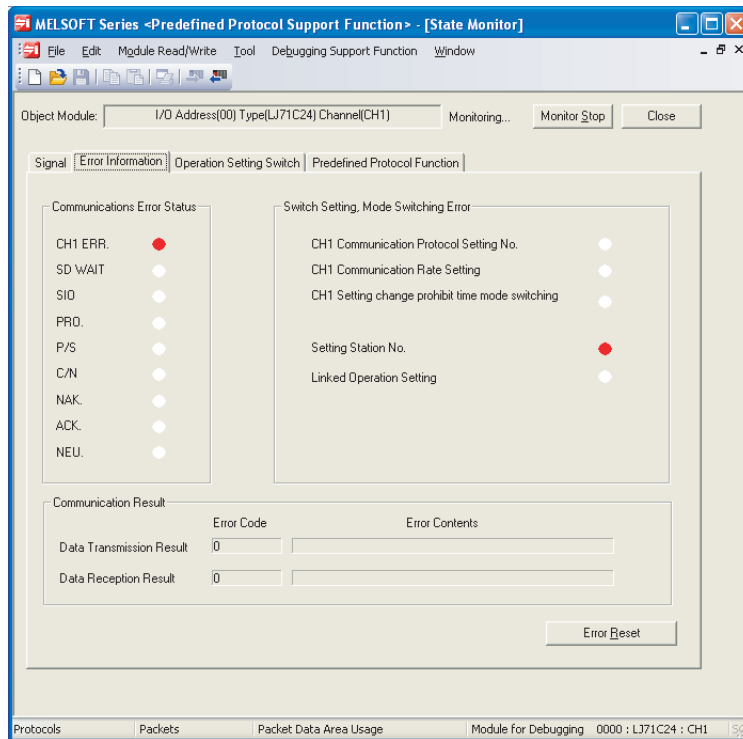 MELSOFT Series <Predefined Protocol Support Function> - [State Monitor]
File Edit Module Read/Write Tool Debugging Support Function Window
Object Module: I/O Address(00) Type(LJ71C24) Channel(CH1) Monitoring... Monitor Stop Close
Signal Error Information Operation Setting Switch Predefined Protocol Function
Communications Error Status
CH1 ERR.
SD WAIT
SIO
PRO.
P/S
C/N
NAK.
ACK.
NEU.
Switch Setting, Mode Switching Error
CH1 Communication Protocol Setting No.
CH1 Communication Rate Setting
CH1 Setting change prohibit time mode switching
Setting Station No.
Linked Operation Setting
Communication Result
Error Code Error Contents
Data Transmission Result 0
Data Reception Result 0
Error Reset
Protocols Packets Packet Data Area Usage Module for Debugging 0000 : LJ71C24 : CH1